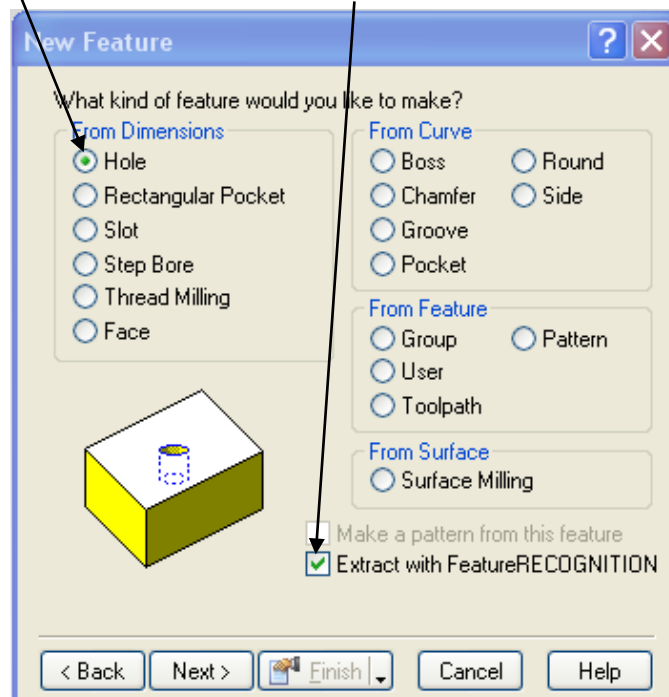 New Feature
What kind of feature would you like to make?
From Dimensions
Hole
Rectangular Pocket
Slot
Step Bore
Thread Milling
Face
From Curve
Boss
Round
Chamfer
Side
Groove
Pocket
From Feature
Group
Pattern
User
Toolpath
From Surface
Surface Milling
Make a pattern from this feature
Extract with FeatureRECOGNITION
< Back
Next >
Finish
Cancel
Help